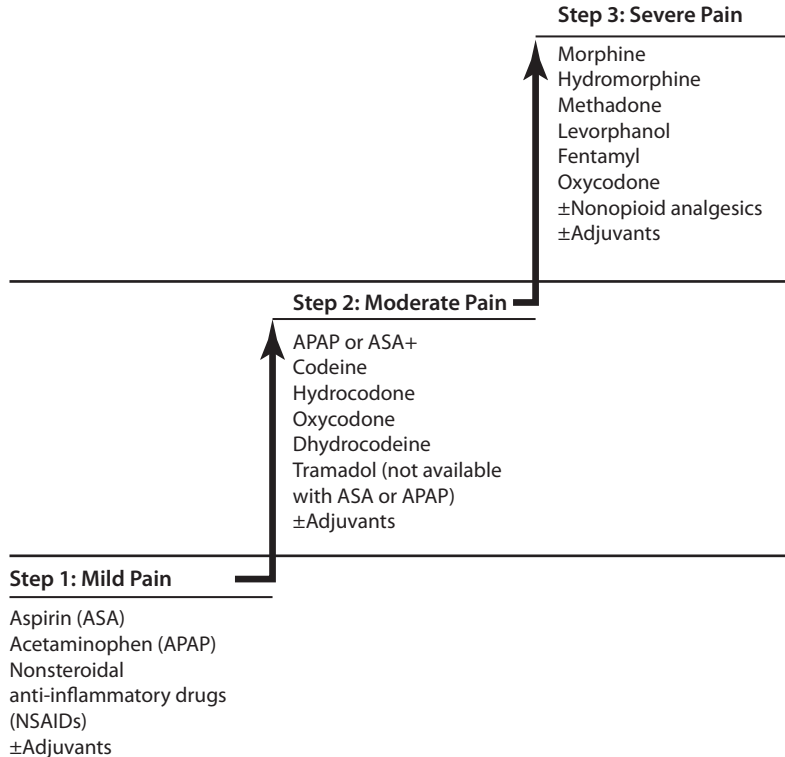 Step 3: Severe Pain
Morphine
Hydromorphine
Methadone
Levorphanol
Fentamyl
Oxycodone
±Nonopioid analgesics
±Adjuvants
Step 2: Moderate Pain
APAP or ASA+
Codeine
Hydrocodone
Oxycodone
Dhydrocodeine
Tramadol (not available
with ASA or APAP)
±Adjuvants
Step 1: Mild Pain
Aspirin (ASA)
Acetaminophen (APAP)
Nonsteroidal
anti-inflammatory drugs
(NSAIDs)
±Adjuvants